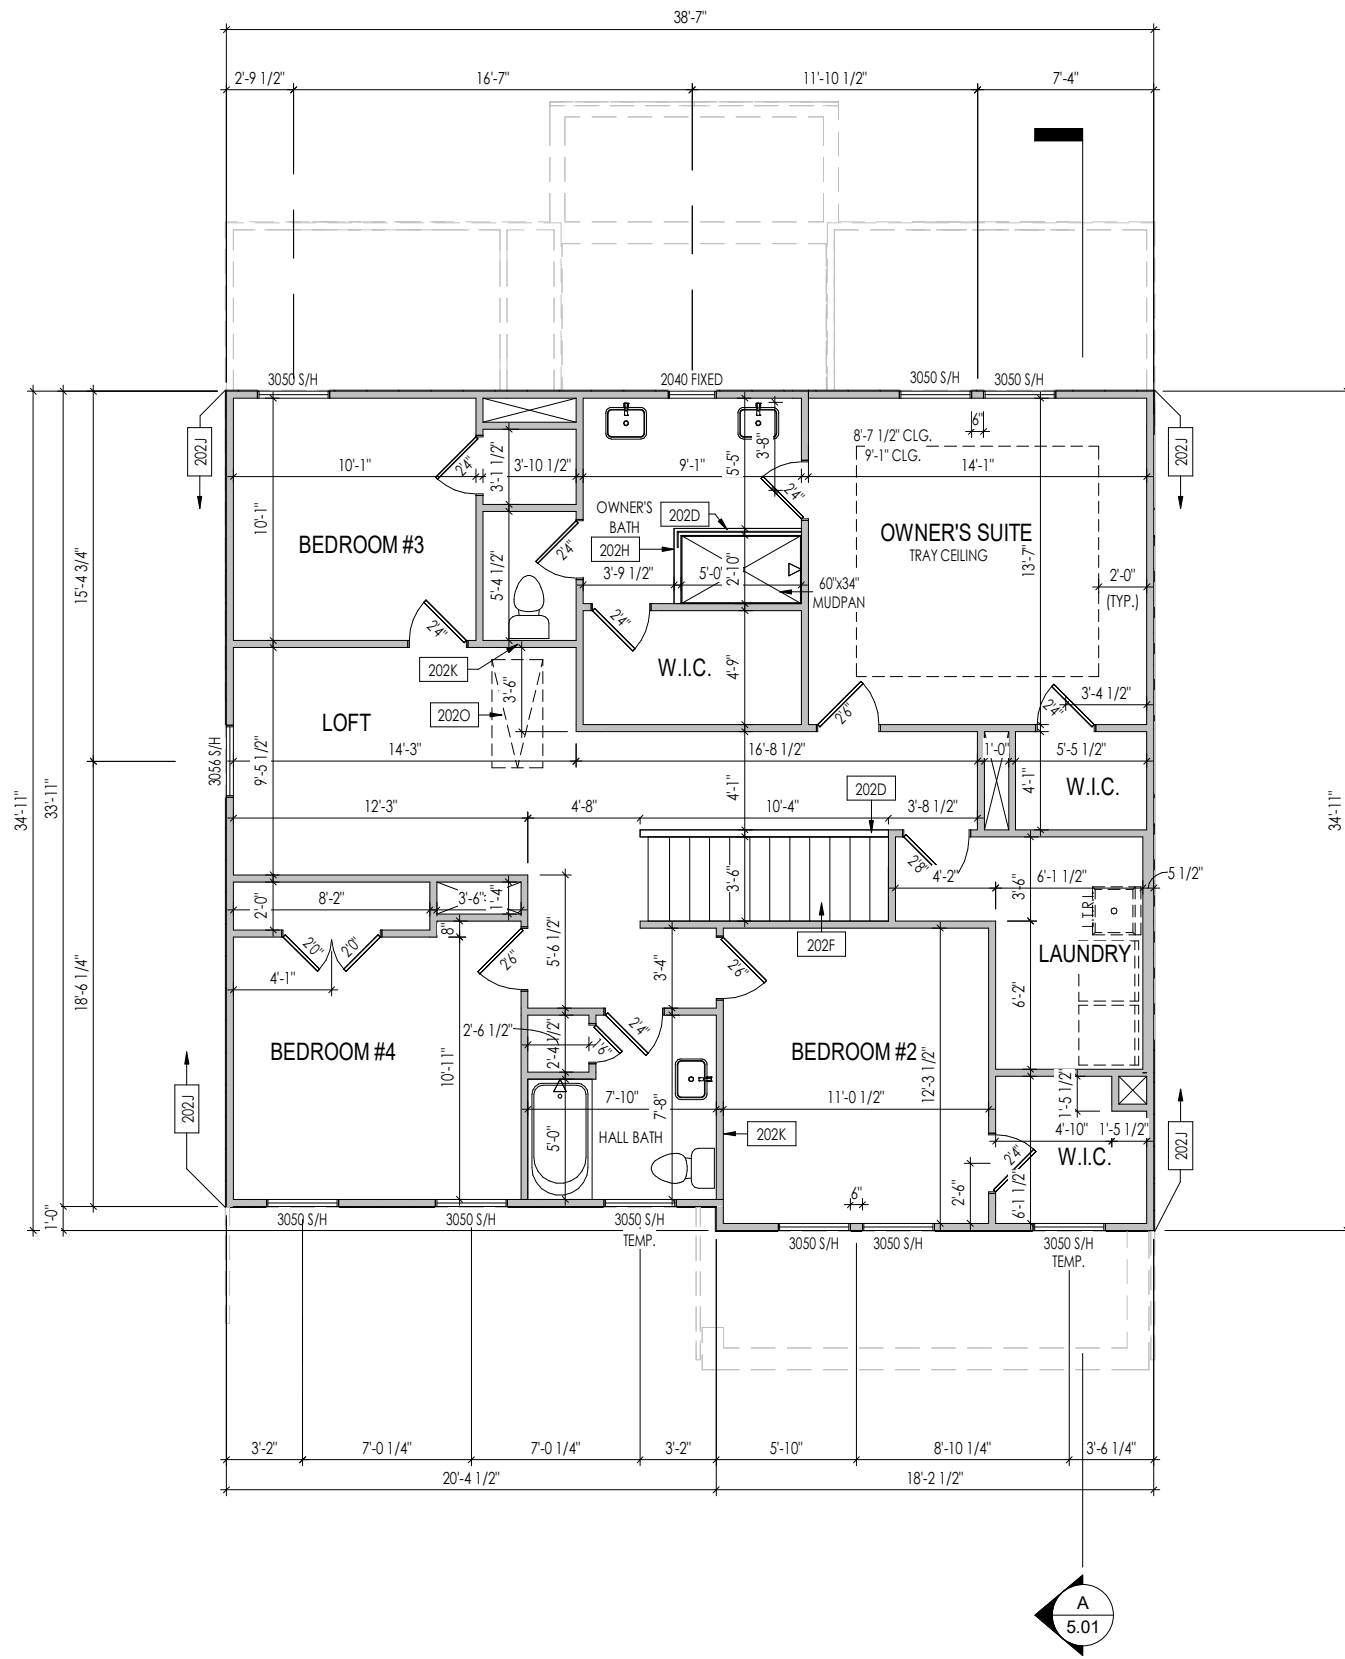 38'-7"
2'-9 1/2"
16'-7"
11'-10 1/2"
7'-4"
3050 S/H
2040 FIXED
3050 S/H
3050 S/H
202J
202J
6"
8'-7 1/2" CLG.
9'-1" CLG.
3'-8"
5'-5"
10'-1"
2'4"
3'-1 1/2"
3'-10 1/2"
9'-1"
14'-1"
2'4"
10'-1"
OWNER'S
BATH
202D
202H
BEDROOM #3
OWNER'S SUITE
TRAY CEILING
13'-7"
2'4"
5'-4 1/2"
3'-9 1/2"
5'-0"
2'-10"
60"x34"
MUDPAN
2'-0"
(TYP.)
15'-4 3/4"
2'4"
2'4"
202K
W.I.C.
4'-9"
3'-6"
202O
LOFT
2'6"
2'4"
3'-4 1/2"
3056 S/H
9'-5 1/2"
14'-3"
16'-8 1/2"
1'-0"
5'-5 1/2"
4'-1"
4'-1"
W.I.C.
202D
12'-3"
4'-8"
10'-4"
3'-8 1/2"
34'-11"
33'-11"
34'-11"
2'8"
4'-2"
3'-6"
6'-1 1/2"
5 1/2"
3'-6"
2'-0"
8'-2"
3'-6"
1'-4"
8"
L.T.R.I.
2'0"
2'0"
2'6"
5'-6 1/2"
3'-4"
2'6"
202F
LAUNDRY
4'-1"
6'-2"
18'-6 1/4"
2'-6 1/2"
2'-4 1/2"
1'6"
2'4"
BEDROOM #4
10'-11"
BEDROOM #2
12'-3 1/2"
1'-5 1/2"
202J
7'-10"
7'-8"
11'-0 1/2"
5'-0"
HALL BATH
202K
4'-10"
1'-5 1/2"
W.I.C.
2'4"
202J
6"
2'-6"
6'-1 1/2"
1'-0"
3050 S/H
3050 S/H
3050 S/H
TEMP.
3050 S/H
3050 S/H
3050 S/H
TEMP.
3'-2"
7'-0 1/4"
7'-0 1/4"
3'-2"
5'-10"
8'-10 1/4"
3'-6 1/4"
20'-4 1/2"
18'-2 1/2"
A
5.01